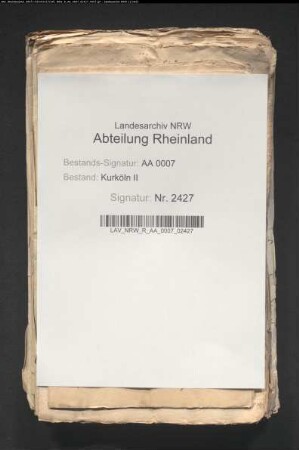 Landesarchiv NRW
Abteilung Rheinland
Bestands-Signatur: AA 0007
Bestand: Kurköln II
Signatur: Nr. 2427
LAV_NRW_R_AA_0007_02427